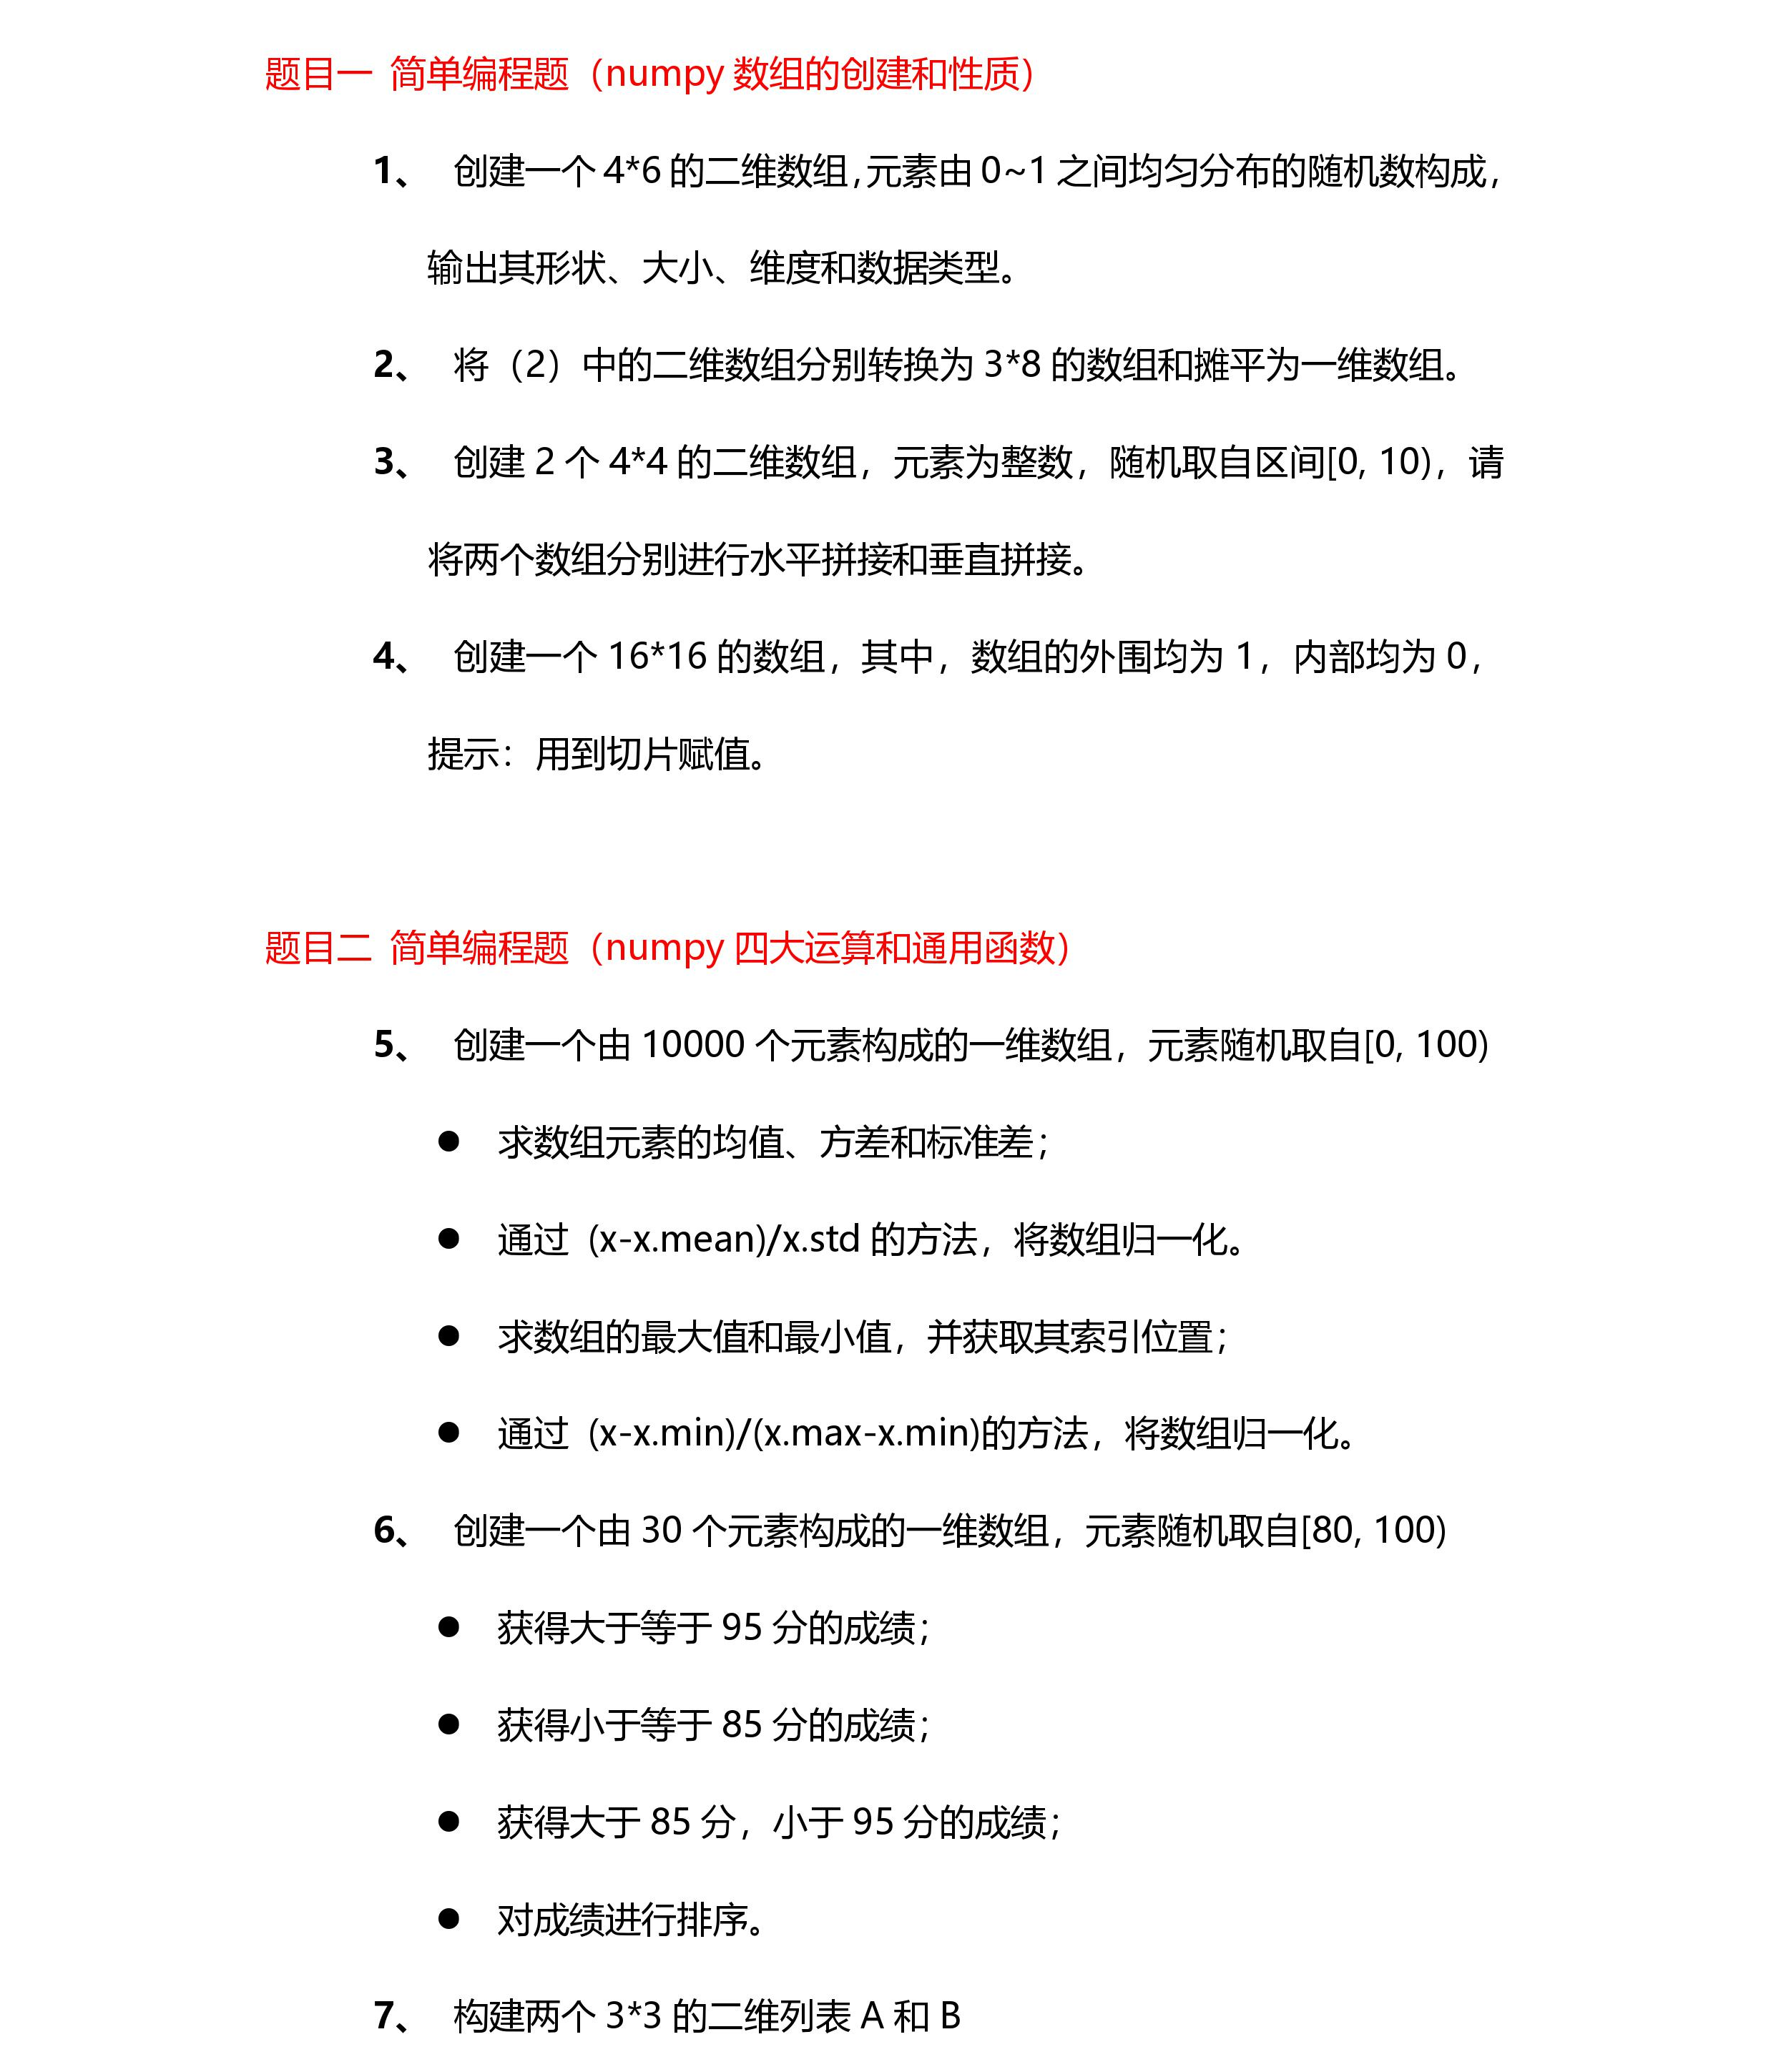 题目一 简单编程题（numpy 数组的创建和性质）
1、 创建一个 4*6 的二维数组,元素由 0~1 之间均匀分布的随机数构成，
输出其形状、大小、维度和数据类型。
2、 将（2）中的二维数组分别转换为 3*8 的数组和摊平为一维数组。
3、 创建 2 个 4*4 的二维数组，元素为整数，随机取自区间[0, 10)，请
将两个数组分别进行水平拼接和垂直拼接。
4、 创建一个 16*16 的数组，其中，数组的外围均为 1，内部均为 0，
提示：用到切片赋值。
题目二 简单编程题（numpy 四大运算和通用函数）
5、 创建一个由 10000 个元素构成的一维数组，元素随机取自[0, 100)
● 求数组元素的均值、方差和标准差；
● 通过 (x-x.mean)/x.std 的方法，将数组归一化。
● 求数组的最大值和最小值，并获取其索引位置；
● 通过 (x-x.min)/(x.max-x.min)的方法，将数组归一化。
6、 创建一个由 30 个元素构成的一维数组，元素随机取自[80, 100)
● 获得大于等于 95 分的成绩；
● 获得小于等于 85 分的成绩；
● 获得大于 85 分，小于 95 分的成绩；
● 对成绩进行排序。
7、 构建两个 3*3 的二维列表 A 和 B